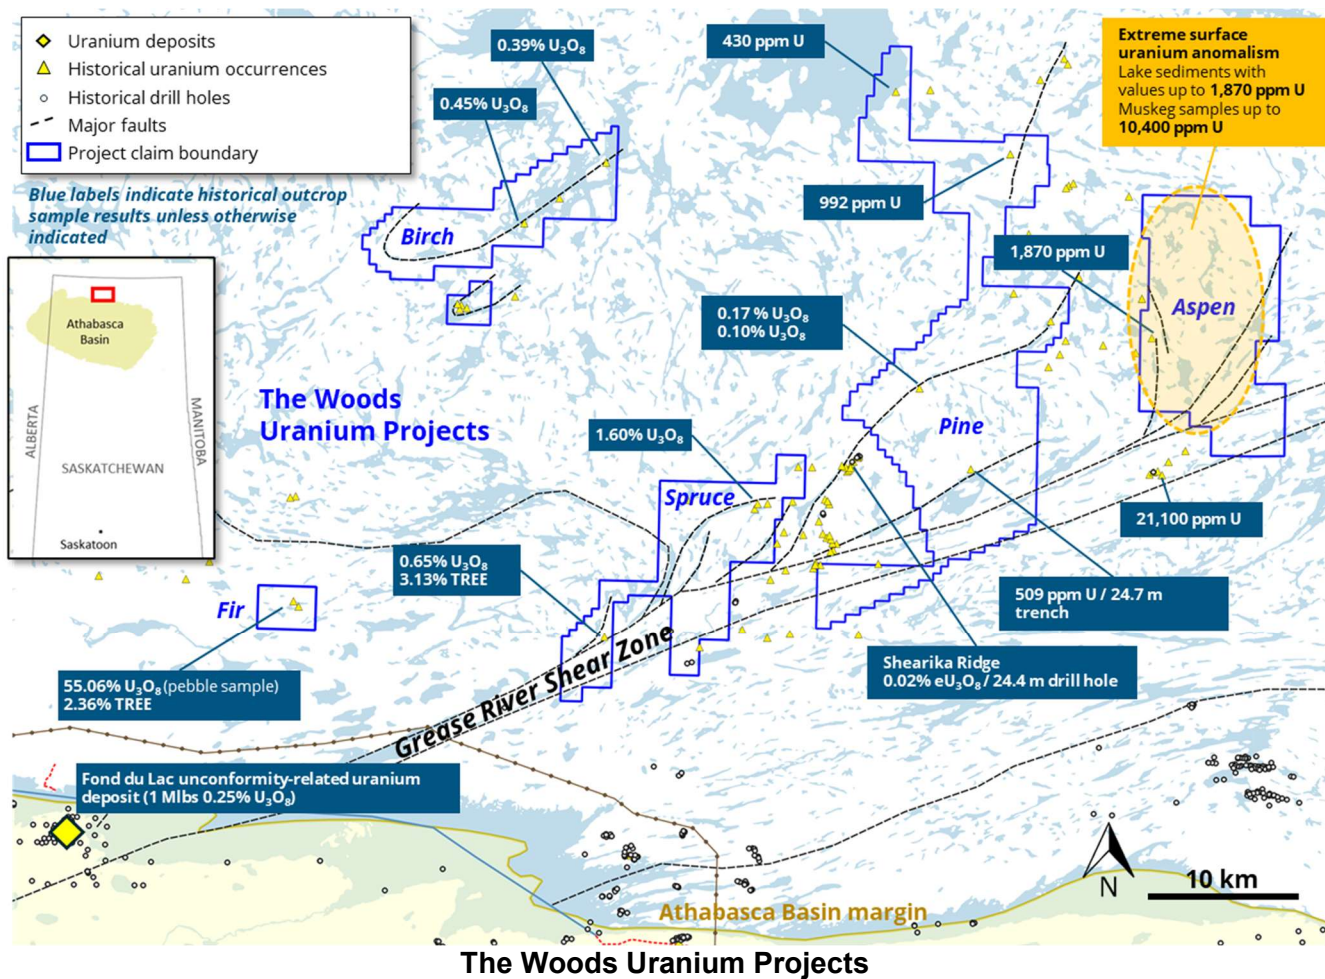 Uranium deposits
Historical uranium occurrences
Historical drill holes
Major faults
Project claim boundary
Blue labels indicate historical outcrop
sample results unless otherwise
indicated
0.39% U₃O₈
0.45% U₃O₈
430 ppm U
992 ppm U
Extreme surface
uranium anomalism
Lake sediments with
values up to 1,870 ppm U
Muskeg samples up to
10,400 ppm U
Birch
1,870 ppm U
Aspen
Athabasca
Basin
ALBERTA
MANITOBA
SASKATCHEWAN
Saskatoon
The Woods
Uranium Projects
0.17 % U₃O₈
0.10% U₃O₈
1.60% U₃O₈
Pine
Spruce
21,100 ppm U
0.65% U₃O₈
3.13% TREE
Fir
509 ppm U / 24.7 m
trench
55.06% U₃O₈ (pebble sample)
2.36% TREE
Grease River Shear Zone
Shearika Ridge
0.02% eU₃O₈ / 24.4 m drill hole
Fond du Lac unconformity-related uranium
deposit (1 Mlbs 0.25% U₃O₈)
N
10 km
Athabasca Basin margin
The Woods Uranium Projects